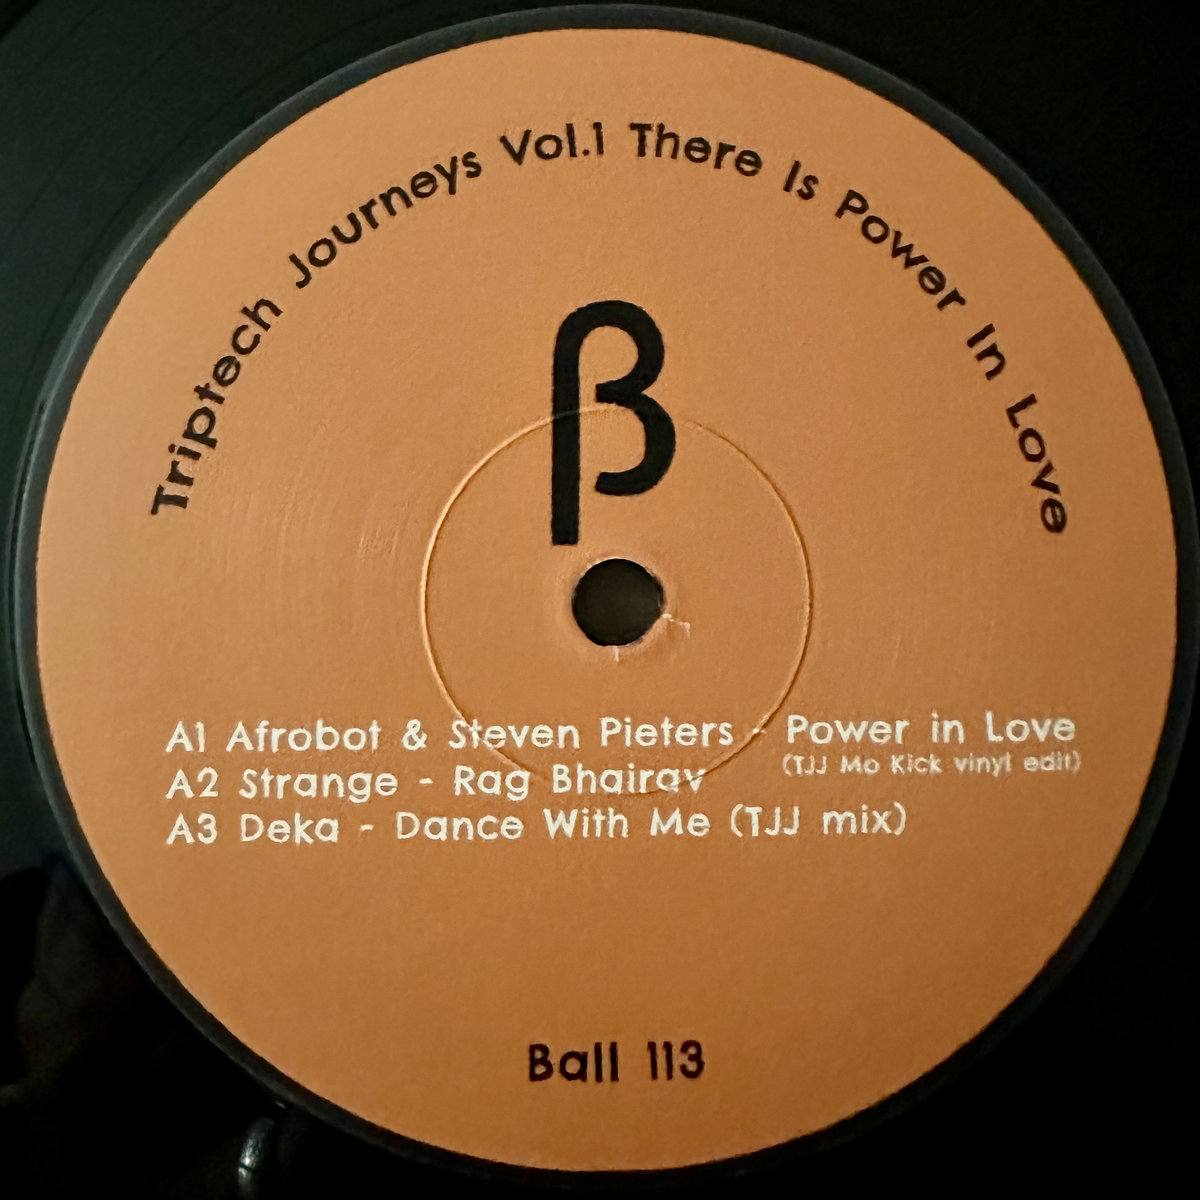 Triptech Journeys Vol.1 There Is Power In Love
β
A1 Afrobot & Steven Pieters - Power in Love
(TJJ Mo Kick vinyl edit)
A2 Strange - Rag Bhairav
A3 Deka - Dance With Me (TJJ mix)
Ball 113